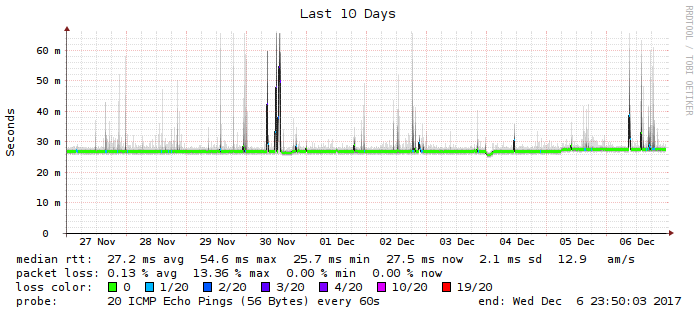 Last 10 Days
RRDTOOL / TOBI OETIKER
Seconds
60 m
50 m
40 m
30 m
20 m
10 m
0
27 Nov 28 Nov 29 Nov 30 Nov 01 Dec 02 Dec 03 Dec 04 Dec 05 Dec 06 Dec
median rtt: 27.2 ms avg 54.6 ms max 25.7 ms min 27.5 ms now 2.1 ms sd 12.9 am/s
packet loss: 0.13 % avg 13.36 % max 0.00 % min 0.00 % now
loss color: 0 1/20 2/20 3/20 4/20 10/20 19/20
probe: 20 ICMP Echo Pings (56 Bytes) every 60s end: Wed Dec 6 23:50:03 2017